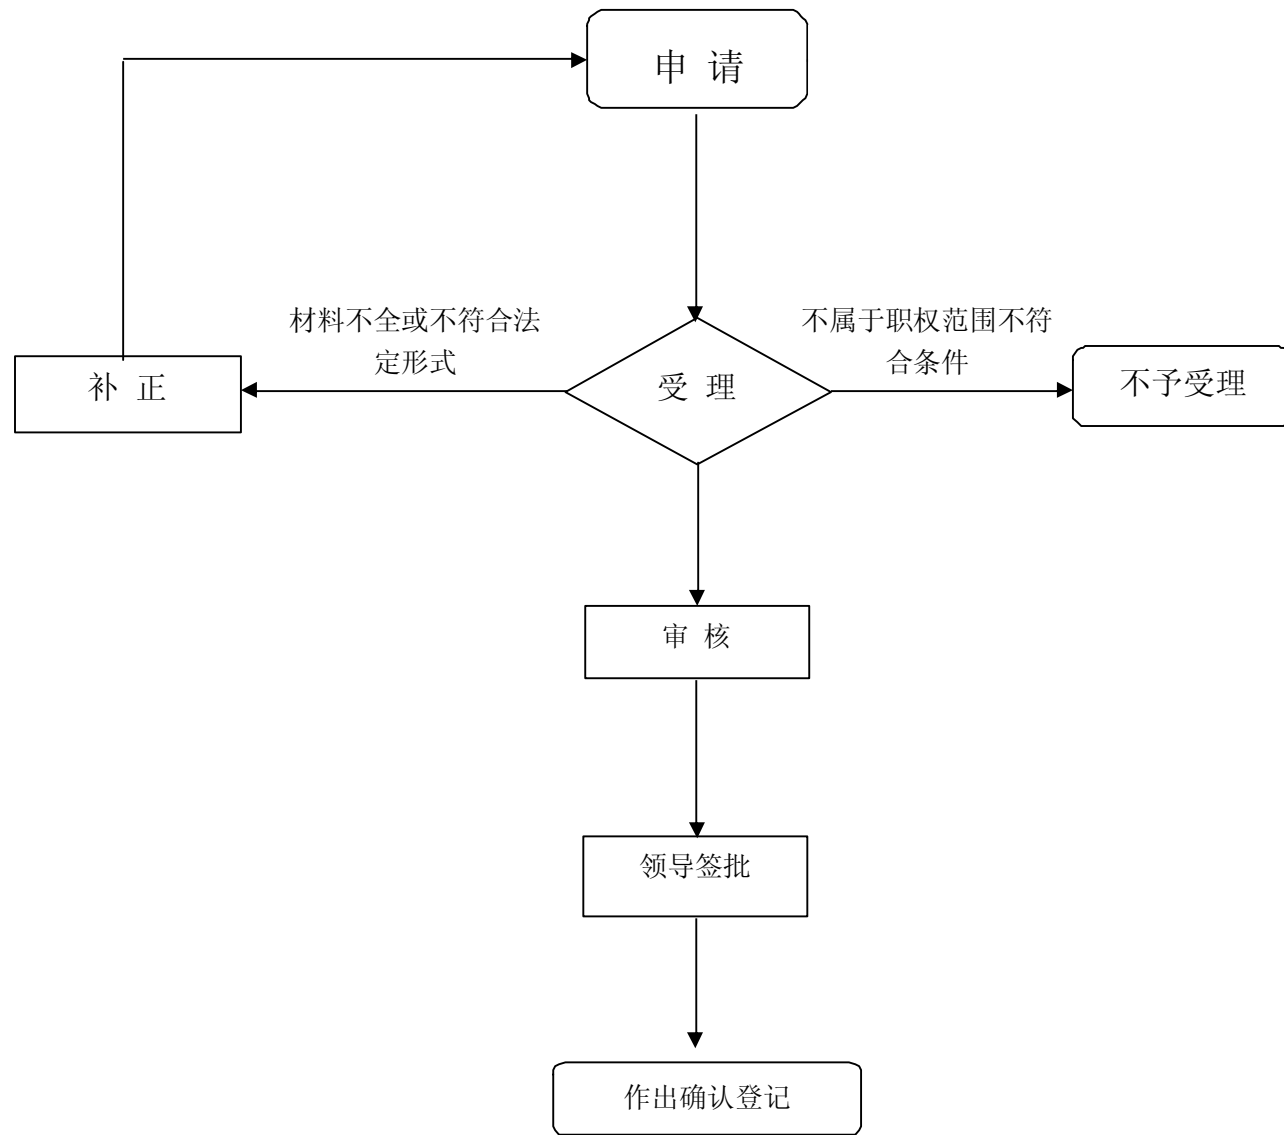 申 请
材料不全或不符合法
定形式
不属于职权范围不符
合条件
补 正
受 理
不予受理
审 核
领导签批
作出确认登记